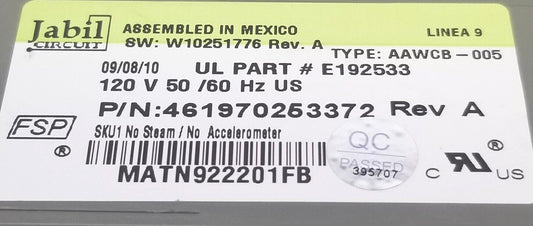 Jabil
CIRCUIT
ASSEMBLED IN MEXICO
LINEA 9
SW: W10251776 Rev. A
TYPE: AAWCB-005
09/08/10 UL PART # E192533
120 V 50 /60 Hz US
P/N:461970253372 Rev A
FSP®
SKU1 No Steam / No Accelerometer
QC
PASSED
395707
MATN922201FB
C RU® US